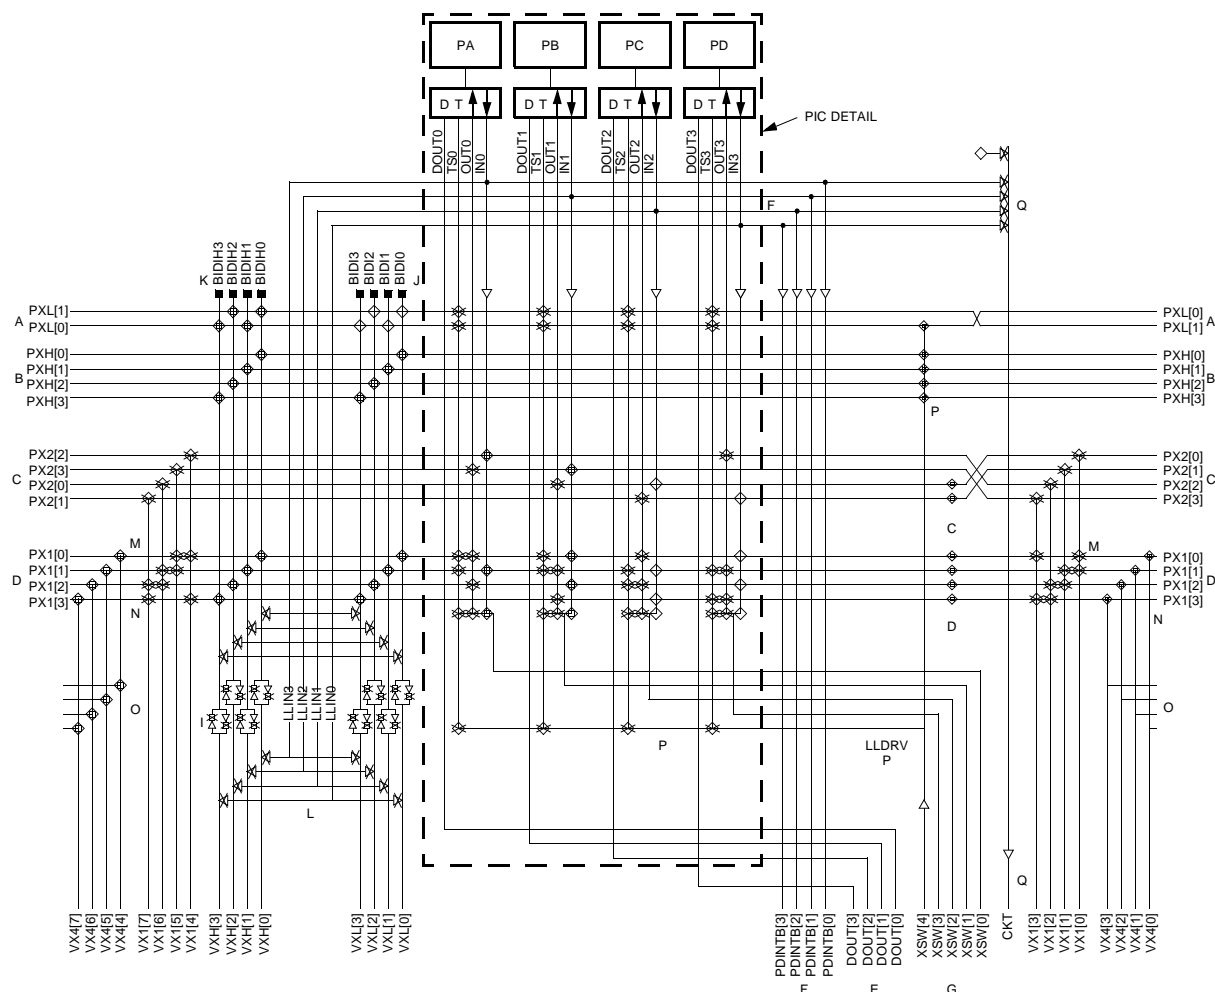 PA PB PC PD
D T D T D T D T
PIC DETAIL
DOUT0
TS0
OUT0
IN0
DOUT1
TS1
OUT1
IN1
DOUT2
TS2
OUT2
IN2
DOUT3
TS3
OUT3
IN3
F
Q
K
BIDIH3
BIDIH2
BIDIH1
BIDIH0
BIDI3
BIDI2
BIDI1
BIDI0
J
A
PXL[1]
PXL[0]
PXL[0]
PXL[1]
A
B
PXH[0]
PXH[1]
PXH[2]
PXH[3]
PXH[0]
PXH[1]
PXH[2]
PXH[3]
B
P
C
PX2[2]
PX2[3]
PX2[0]
PX2[1]
PX2[0]
PX2[1]
PX2[2]
PX2[3]
C
C
M
M
D
PX1[0]
PX1[1]
PX1[2]
PX1[3]
PX1[0]
PX1[1]
PX1[2]
PX1[3]
D
N
D
N
O
I
LLIN3
LLIN2
LLIN1
LLIN0
O
P
LLDRV
P
L
Q
VX4[7]
VX4[6]
VX4[5]
VX4[4]
VX1[7]
VX1[6]
VX1[5]
VX1[4]
VXH[3]
VXH[2]
VXH[1]
VXH[0]
VXL[3]
VXL[2]
VXL[1]
VXL[0]
PDINTB[3]
PDINTB[2]
PDINTB[1]
PDINTB[0]
DOUT[3]
DOUT[2]
DOUT[1]
DOUT[0]
XSW[4]
XSW[3]
XSW[2]
XSW[1]
XSW[0]
CKT
VX1[3]
VX1[2]
VX1[1]
VX1[0]
VX4[3]
VX4[2]
VX4[1]
VX4[0]
G